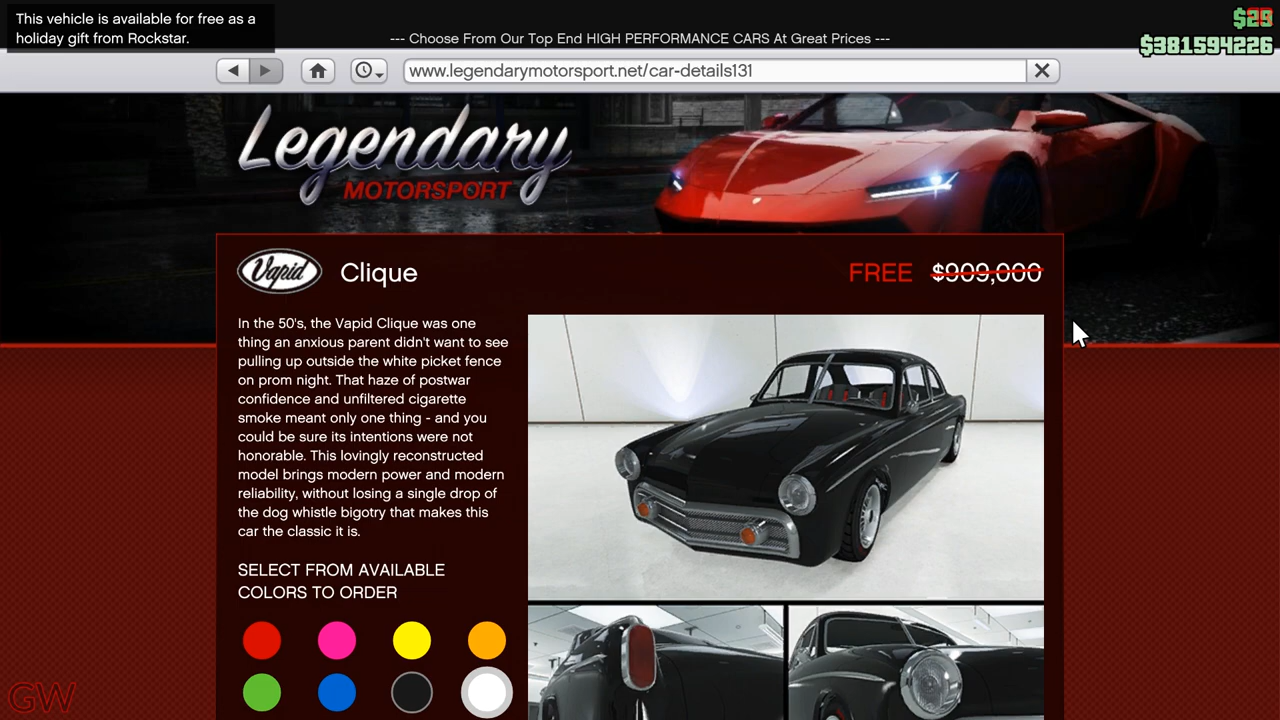 This vehicle is available for free as a
holiday gift from Rockstar.
--- Choose From Our Top End HIGH PERFORMANCE CARS At Great Prices ---
$381594226
www.legendarymotorsport.net/car-details131
Legendary
MOTORSPORT
Vapid
Clique
FREE $909,000
In the 50's, the Vapid Clique was one
thing an anxious parent didn't want to see
pulling up outside the white picket fence
on prom night. That haze of postwar
confidence and unfiltered cigarette
smoke meant only one thing - and you
could be sure its intentions were not
honorable. This lovingly reconstructed
model brings modern power and modern
reliability, without losing a single drop of
the dog whistle bigotry that makes this
car the classic it is.
SELECT FROM AVAILABLE
COLORS TO ORDER
GW